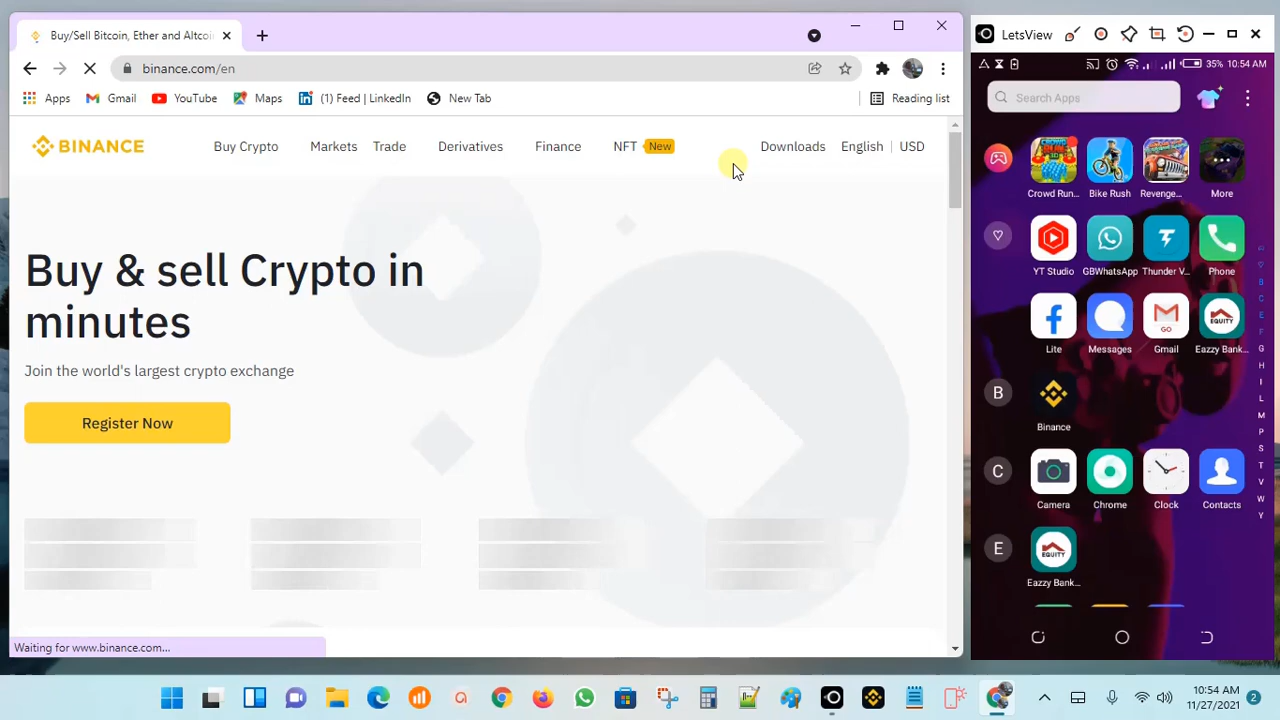 Buy/Sell Bitcoin, Ether and Altcoi
binance.com/en
Apps
Gmail
YouTube
Maps
(1) Feed | LinkedIn
New Tab
Reading list
BINANCE
Buy Crypto
Markets
Trade
Derivatives
Finance
NFT New
Downloads
English
USD
Buy & sell Crypto in
minutes
Join the world's largest crypto exchange
Register Now
Waiting for www.binance.com...
LetsView
35% 10:54 AM
Search Apps
Crowd Run...
Bike Rush
Revenge...
More
YT Studio
GBWhatsApp
Thunder V...
Phone
EQUITY
Lite
Messages
GO
Gmail
Eazzy Bank...
B
Binance
C
Camera
Chrome
Clock
Contacts
E
EQUITY
Eazzy Bank...
B
C
E
F
G
H
I
L
M
P
S
T
V
W
Y
10:54 AM
11/27/2021
2